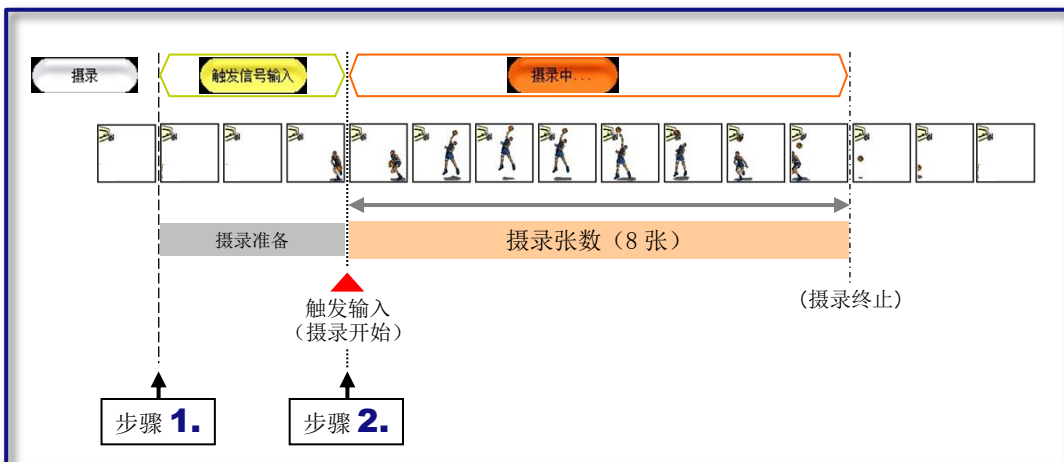 摄录
触发信号输入
摄录中...
摄录准备
摄录张数（8 张）
触发输入
（摄录开始）
(摄录终止)
步骤 1.
步骤 2.